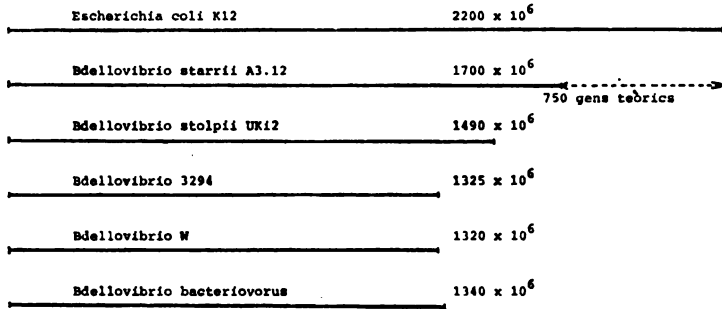 Escherichia coli K12 2200 x 10⁶
Bdellovibrio starrii A3.12 1700 x 10⁶
750 gens teòrics
Bdellovibrio stolpii UKi2 1490 x 10⁶
Bdellovibrio 3294 1325 x 10⁶
Bdellovibrio W 1320 x 10⁶
Bdellovibrio bacteriovorus 1340 x 10⁶